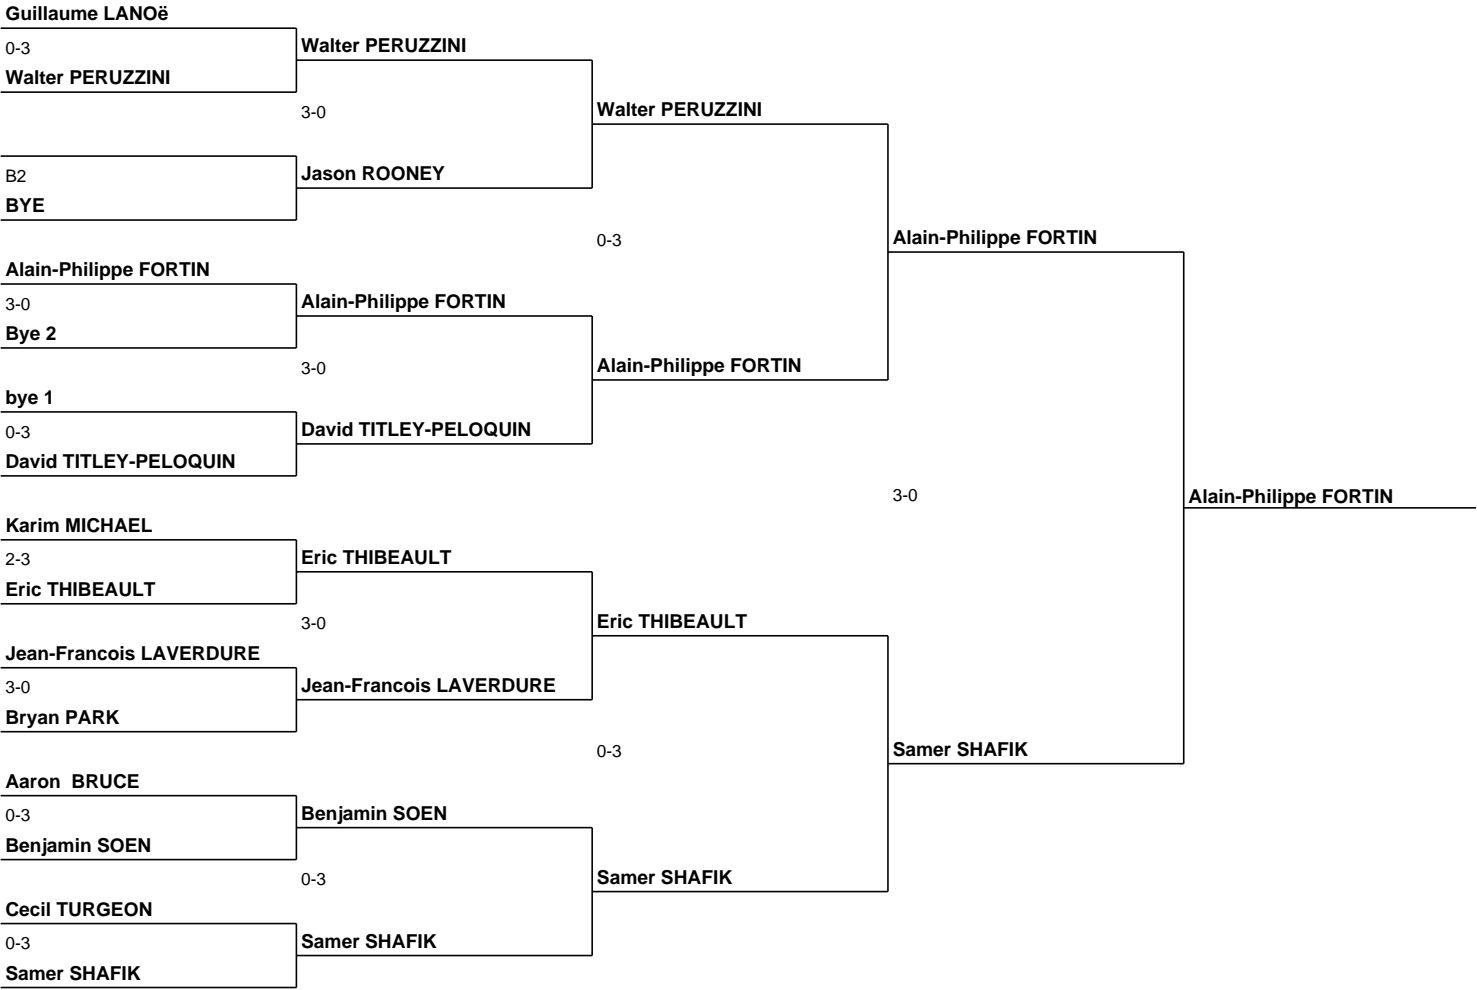 Guillaume LANOë
0-3
Walter PERUZZINI
Walter PERUZZINI
3-0
Walter PERUZZINI
B2
BYE
Jason ROONEY
0-3
Alain-Philippe FORTIN
Alain-Philippe FORTIN
3-0
Bye 2
Alain-Philippe FORTIN
3-0
Alain-Philippe FORTIN
bye 1
0-3
David TITLEY-PELOQUIN
David TITLEY-PELOQUIN
3-0
Alain-Philippe FORTIN
Karim MICHAEL
2-3
Eric THIBEAULT
Eric THIBEAULT
3-0
Eric THIBEAULT
Jean-Francois LAVERDURE
3-0
Bryan PARK
Jean-Francois LAVERDURE
0-3
Samer SHAFIK
Aaron  BRUCE
0-3
Benjamin SOEN
Benjamin SOEN
0-3
Samer SHAFIK
Cecil TURGEON
0-3
Samer SHAFIK
Samer SHAFIK